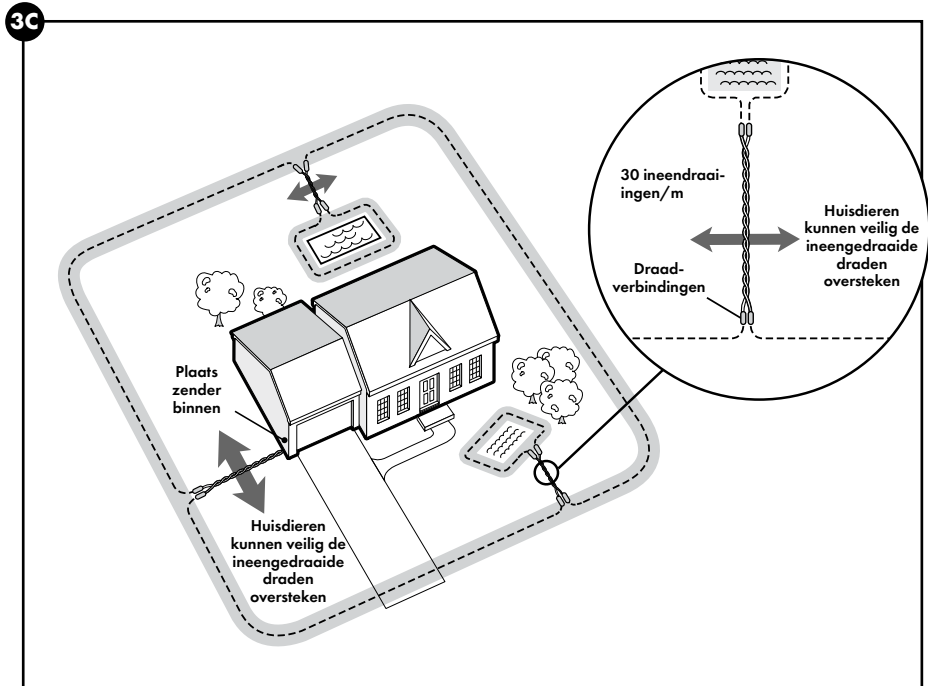 3C
30 ineendraai-
ingen/m
Huisdieren
kunnen veilig de
ineengedraaide
draden
oversteken
Draad-
verbindingen
Plaats
zender
binnen
Huisdieren
kunnen veilig de
ineengedraaide
draden
oversteken